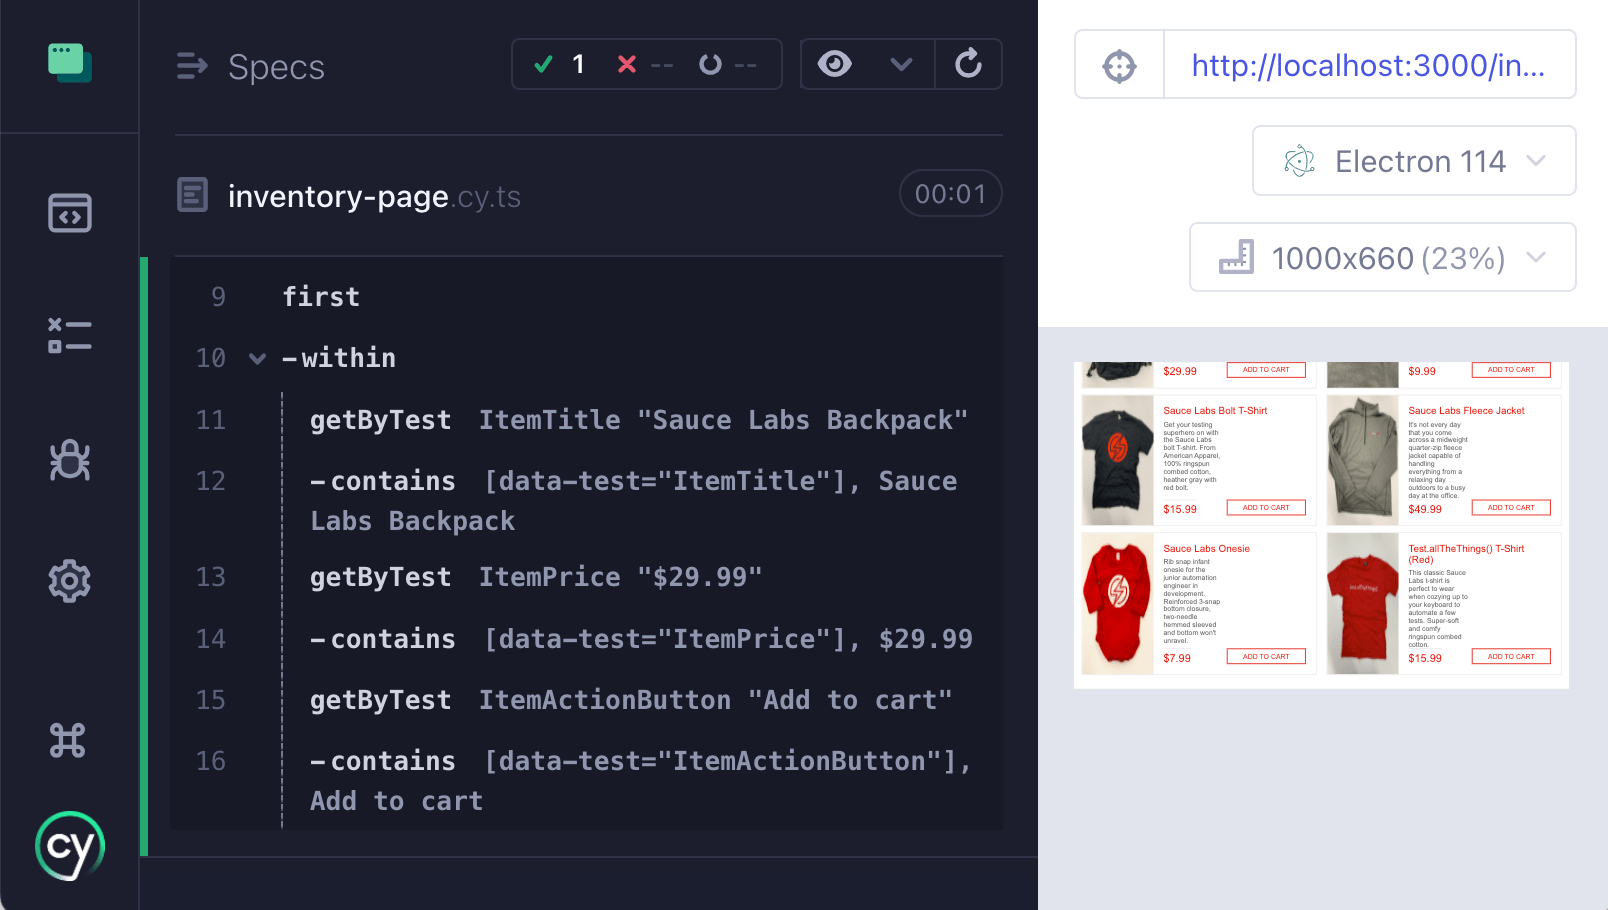 Specs
1 -- --
inventory-page.cy.ts
00:01
9 first
10 -within
11 getByTest ItemTitle "Sauce Labs Backpack"
12 -contains [data-test="ItemTitle"], Sauce
Labs Backpack
13 getByTest ItemPrice "$29.99"
14 -contains [data-test="ItemPrice"], $29.99
15 getByTest ItemActionButton "Add to cart"
16 -contains [data-test="ItemActionButton"],
Add to cart
cy
http://localhost:3000/in...
Electron 114
1000x660 (23%)
$29.99 ADD TO CART
$9.99 ADD TO CART
Sauce Labs Bolt T-Shirt
Get your testing
superhero on with
the Sauce Labs
bolt T-shirt. From
American Apparel,
100% ringspun
combed cotton,
heather gray with
red bolt.
$15.99 ADD TO CART
Sauce Labs Fleece Jacket
It's not every day
that you come
across a midweight
quarter-zip fleece
jacket capable of
handling
everything from a
relaxing day
outdoors to a busy
day at the office.
$49.99 ADD TO CART
Sauce Labs Onesie
Rib snap infant
onesie for the
junior automation
engineer in
development.
Reinforced 3-snap
bottom closure,
two-needle
hemmed sleeved
and bottom won't
unravel.
$7.99 ADD TO CART
Test.allTheThings() T-Shirt
(Red)
This classic Sauce
Labs t-shirt is
perfect to wear
when cozying up to
your keyboard to
automate a few
tests. Super-soft
and comfy
ringspun combed
cotton.
$15.99 ADD TO CART